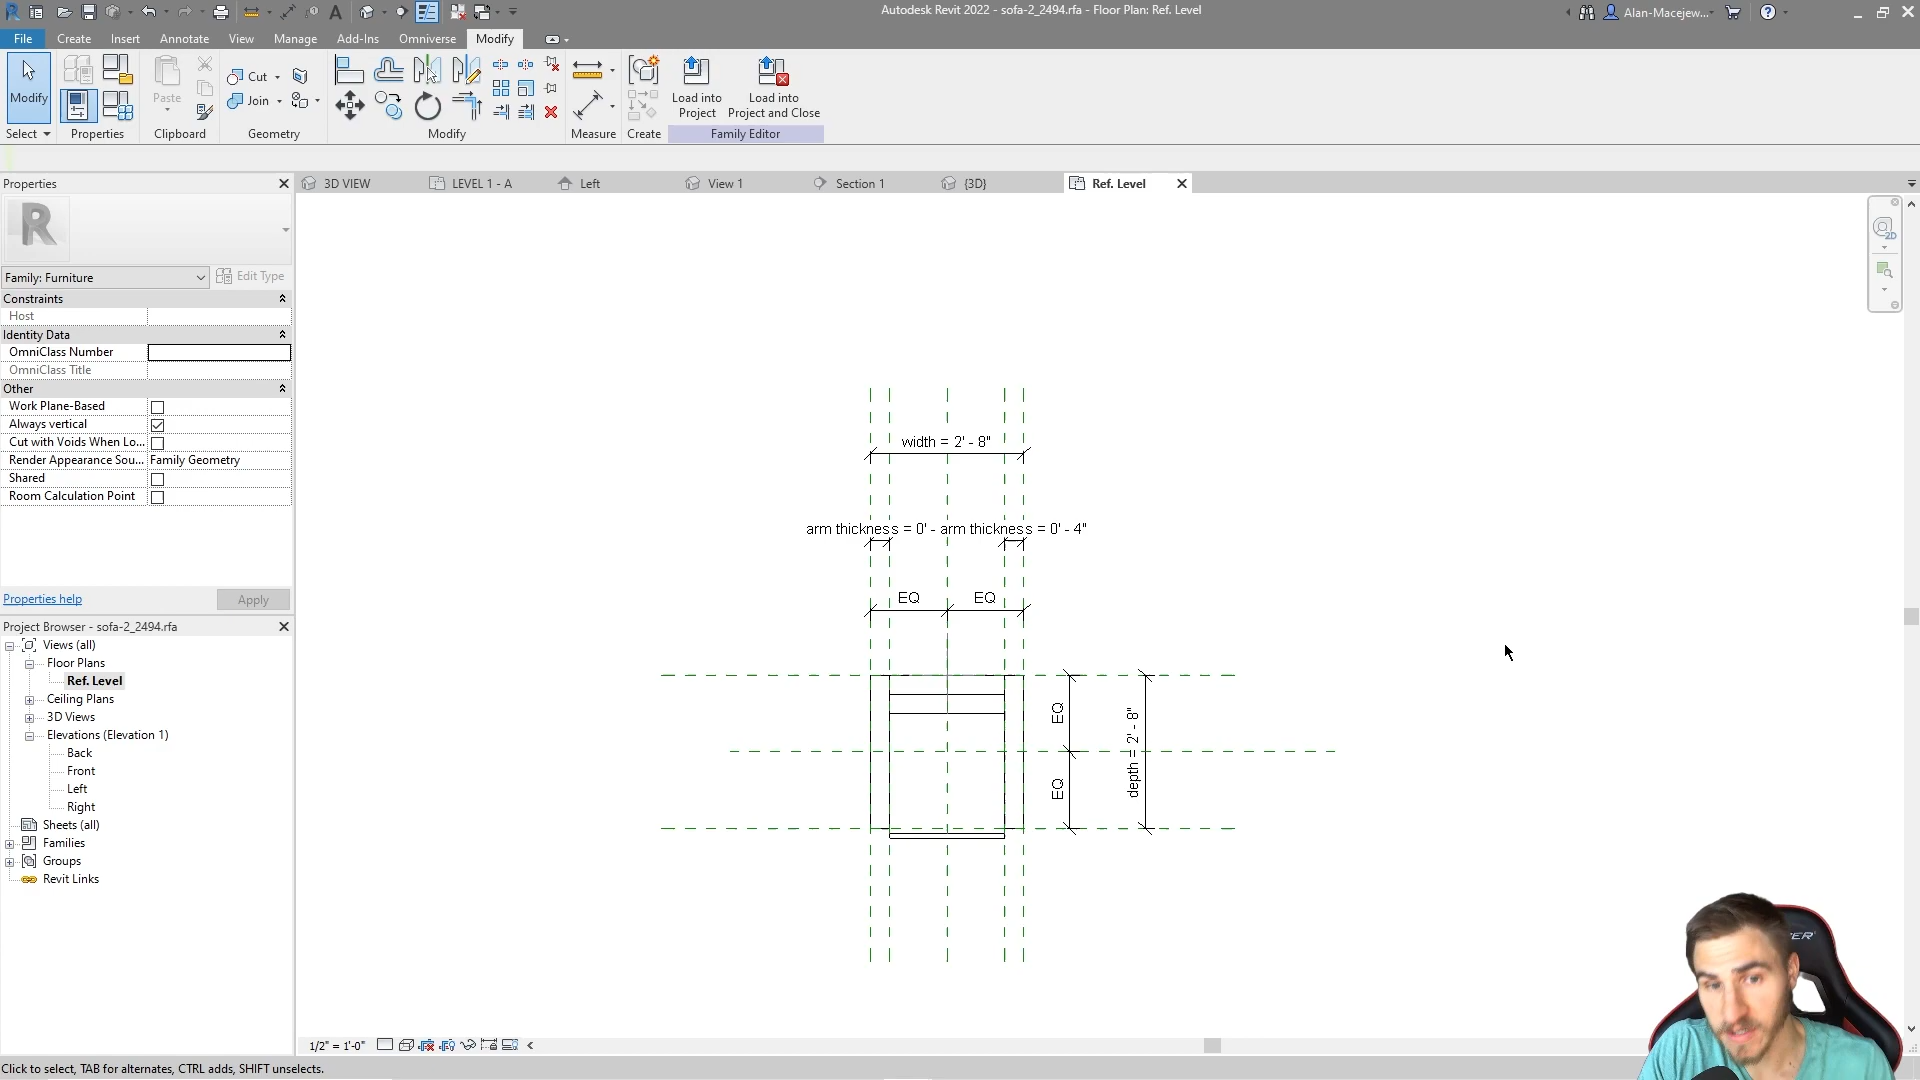 Autodesk Revit 2022 - sofa-2_2494.rfa - Floor Plan: Ref. Level
Alan-Macejew...
File Create Insert Annotate View Manage Add-Ins Omniverse Modify
Modify
Paste
Cut
Join
Load into
Project
Load into
Project and Close
Select Properties Clipboard Geometry Modify Measure Create Family Editor
Properties
3D VIEW LEVEL 1 - A Left View 1 Section 1 {3D} Ref. Level
R
2D
Family: Furniture Edit Type
Constraints
Host
Identity Data
OmniClass Number
OmniClass Title
Other
Work Plane-Based
Always vertical
Cut with Voids When Lo...
Render Appearance Sou... Family Geometry
Shared
Room Calculation Point
Properties help Apply
Project Browser - sofa-2_2494.rfa
Views (all)
Floor Plans
Ref. Level
Ceiling Plans
3D Views
Elevations (Elevation 1)
Back
Front
Left
Right
Sheets (all)
Families
Groups
Revit Links
width = 2' - 8"
arm thickness = 0' - arm thickness = 0' - 4"
EQ EQ
EQ
EQ
depth = 2' - 8"
1/2" = 1'-0"
Click to select, TAB for alternates, CTRL adds, SHIFT unselects.